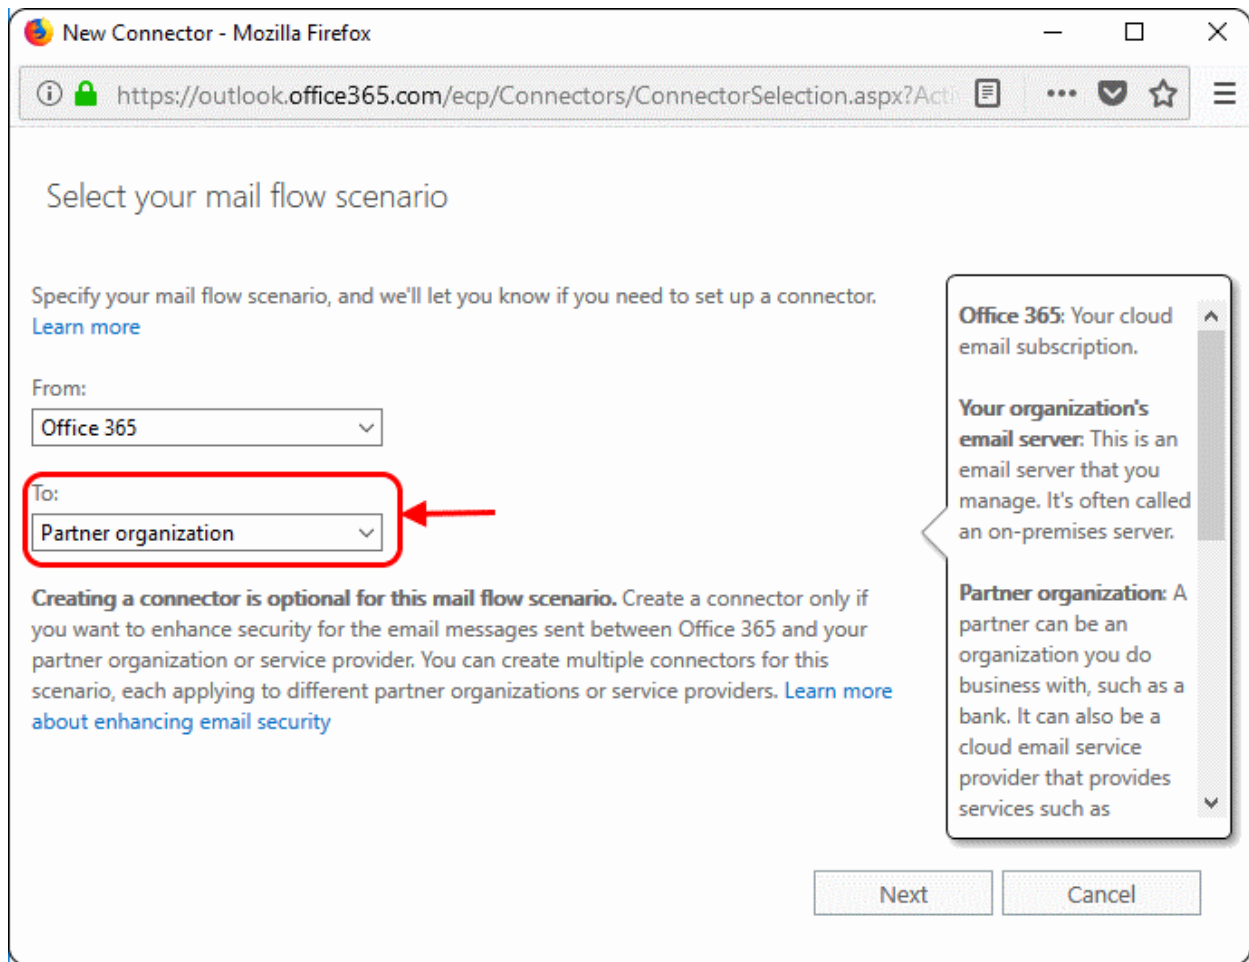 New Connector - Mozilla Firefox
https://outlook.office365.com/ecp/Connectors/ConnectorSelection.aspx?Acti
Select your mail flow scenario
Specify your mail flow scenario, and we'll let you know if you need to set up a connector.
Learn more
From:
Office 365
To:
Partner organization
Creating a connector is optional for this mail flow scenario. Create a connector only if
you want to enhance security for the email messages sent between Office 365 and your
partner organization or service provider. You can create multiple connectors for this
scenario, each applying to different partner organizations or service providers. Learn more
about enhancing email security
Office 365: Your cloud
email subscription.
Your organization's
email server: This is an
email server that you
manage. It's often called
an on-premises server.
Partner organization: A
partner can be an
organization you do
business with, such as a
bank. It can also be a
cloud email service
provider that provides
services such as
Next
Cancel